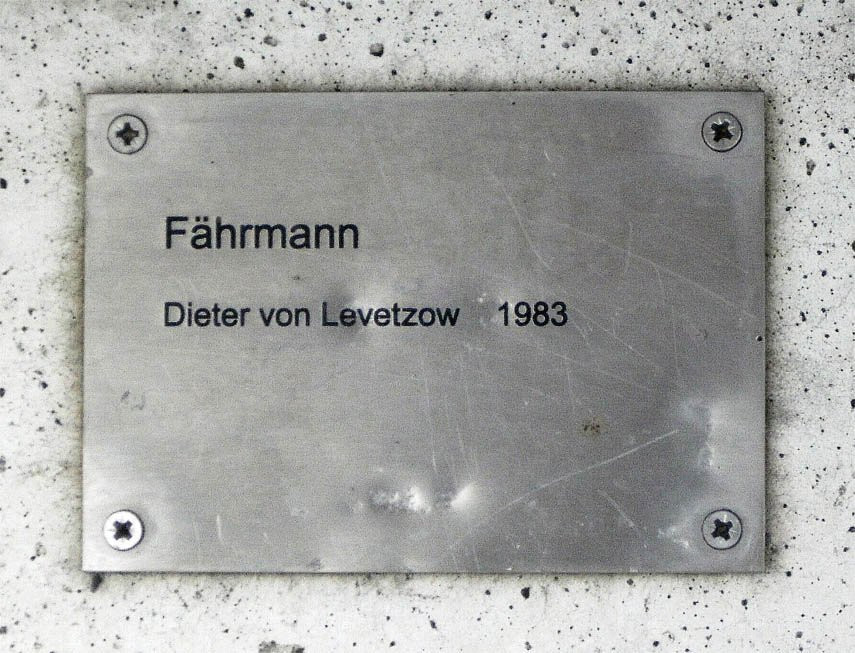 Fährmann
Dieter von Levetzow 1983